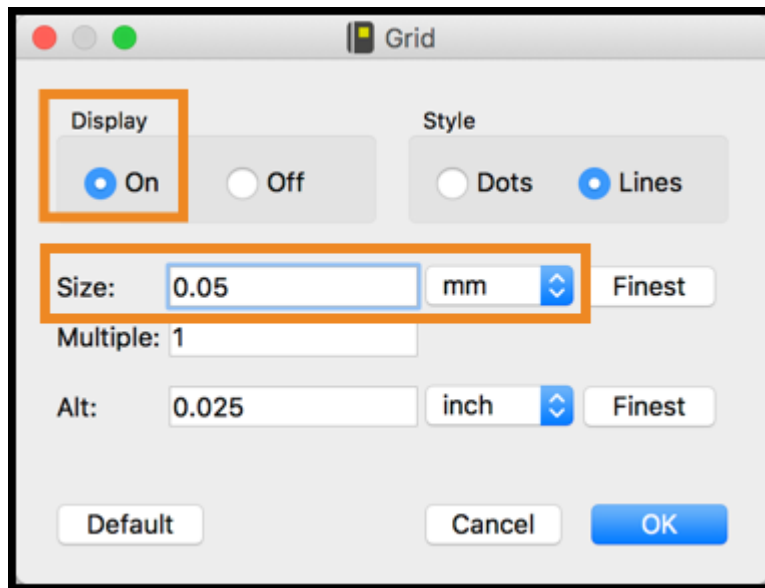 Grid
Display Style
On Off Dots Lines
Size: 0.05 mm Finest
Multiple: 1
Alt: 0.025 inch Finest
Default Cancel OK